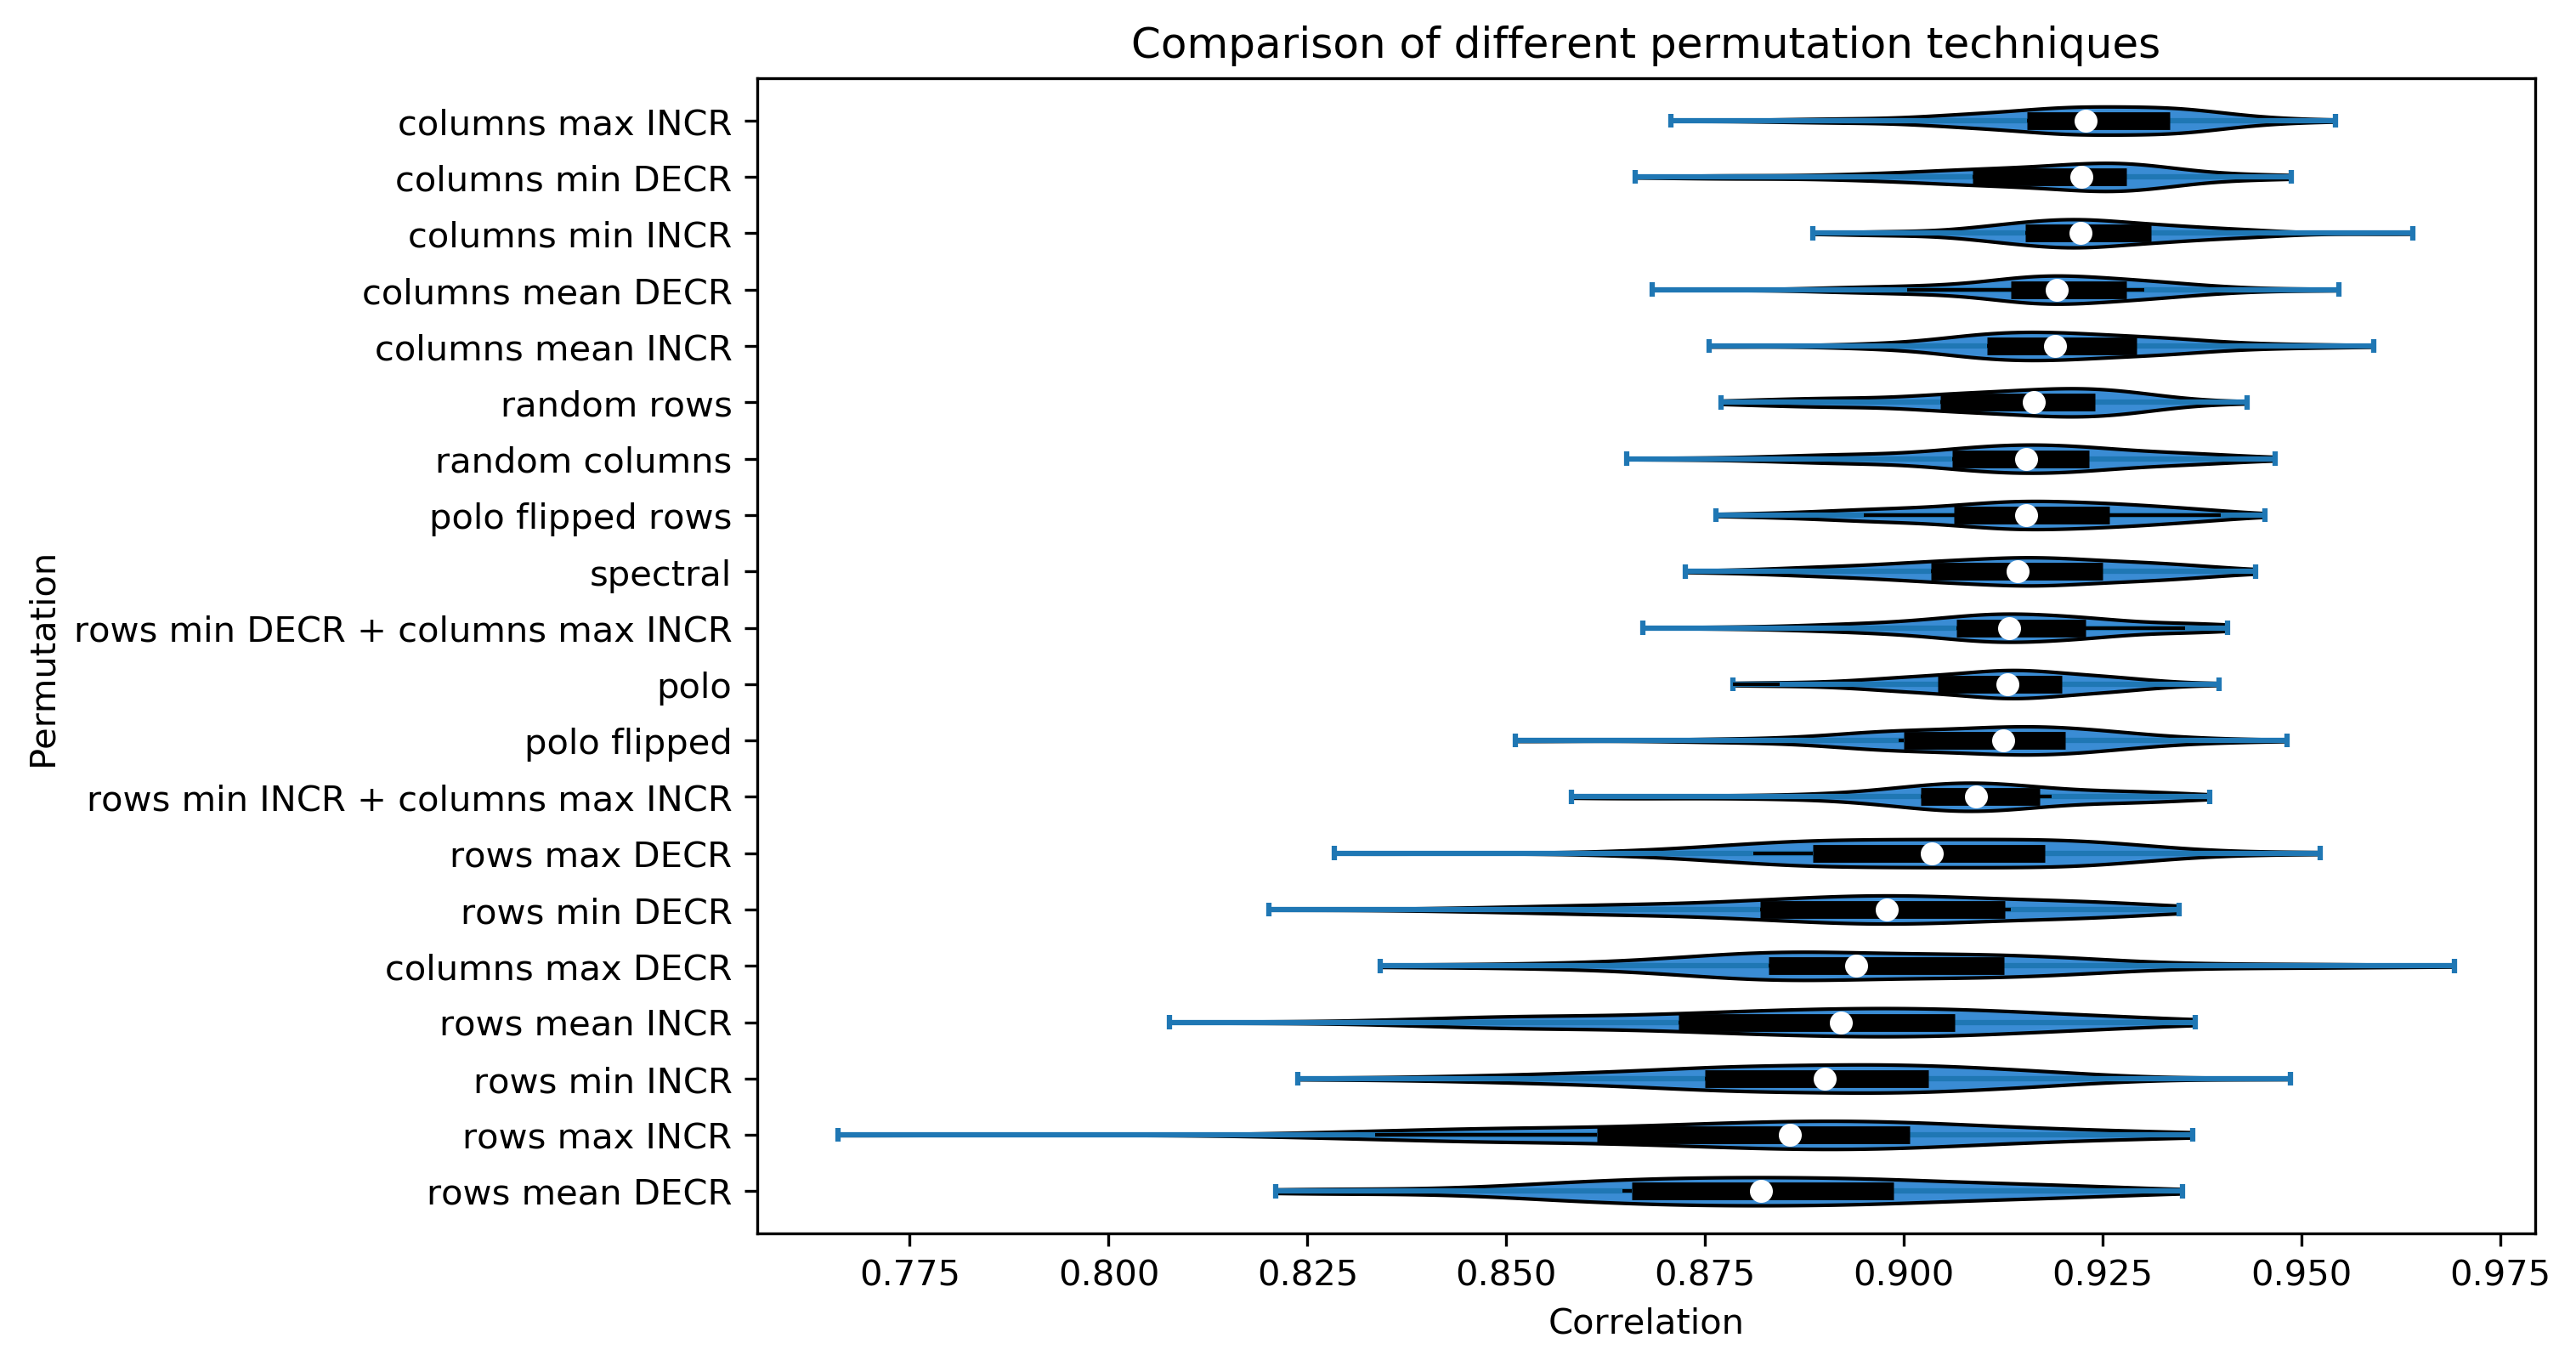 Comparison of different permutation techniques
Permutation
columns max INCR
columns min DECR
columns min INCR
columns mean DECR
columns mean INCR
random rows
random columns
polo flipped rows
spectral
rows min DECR + columns max INCR
polo
polo flipped
rows min INCR + columns max INCR
rows max DECR
rows min DECR
columns max DECR
rows mean INCR
rows min INCR
rows max INCR
rows mean DECR
0.775 0.800 0.825 0.850 0.875 0.900 0.925 0.950 0.975
Correlation